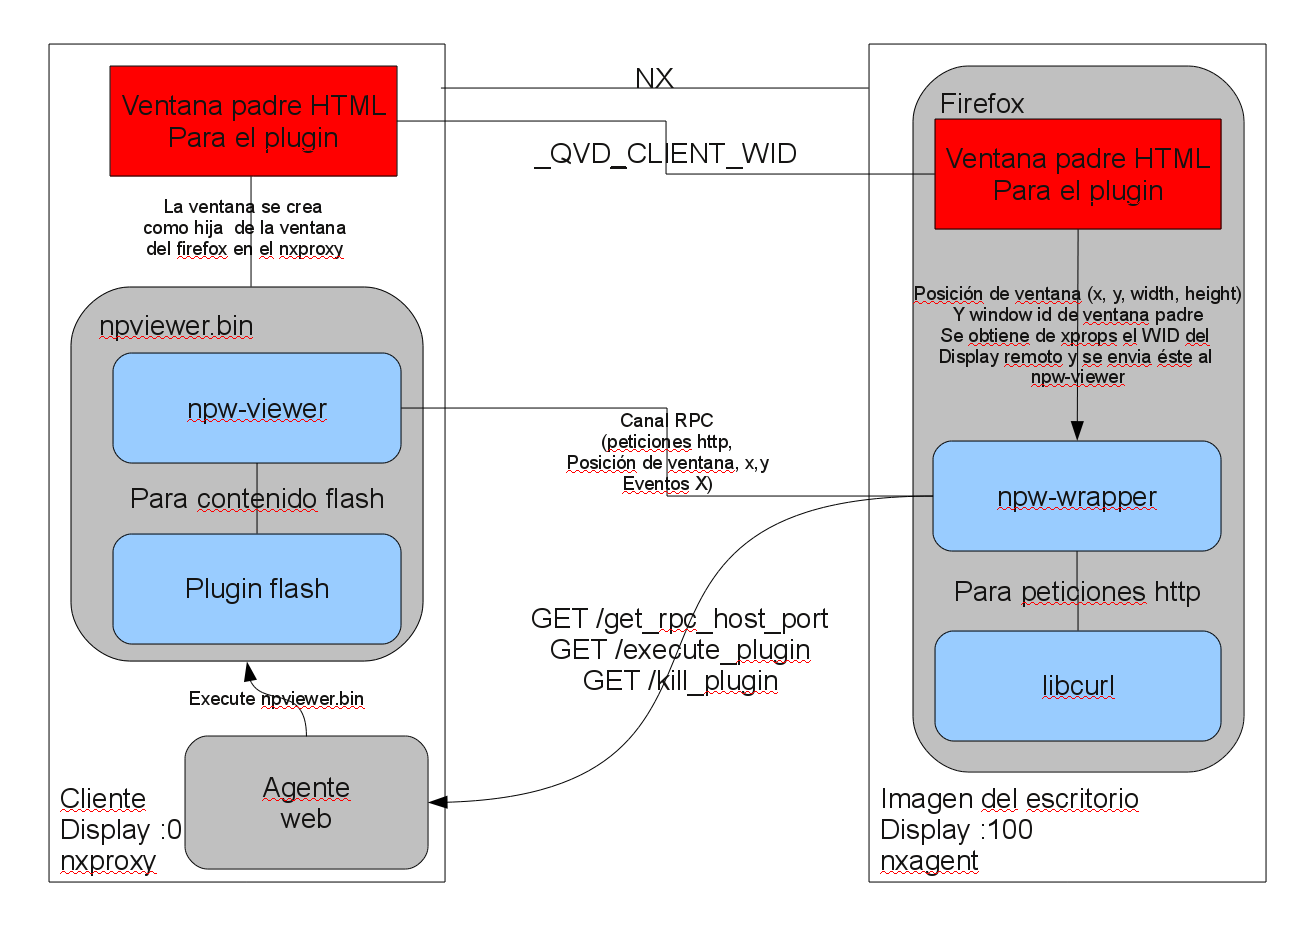 Ventana padre HTML
Para el plugin
La ventana se crea
como hija de la ventana
del firefox en el nxproxy
npviewer.bin
npw-viewer
Para contenido flash
Plugin flash
Execute npviewer.bin
Agente
web
Cliente
Display :0
nxproxy
NX
_QVD_CLIENT_WID
Canal RPC
(peticiones http,
Posición de ventana, x,y
Eventos X)
GET /get_rpc_host_port
GET /execute_plugin
GET /kill_plugin
Firefox
Ventana padre HTML
Para el plugin
Posición de ventana (x, y, width, height)
Y window id de ventana padre
Se obtiene de xprops el WID del
Display remoto y se envia éste al
npw-viewer
npw-wrapper
Para peticiones http
libcurl
Imagen del escritorio
Display :100
nxagent